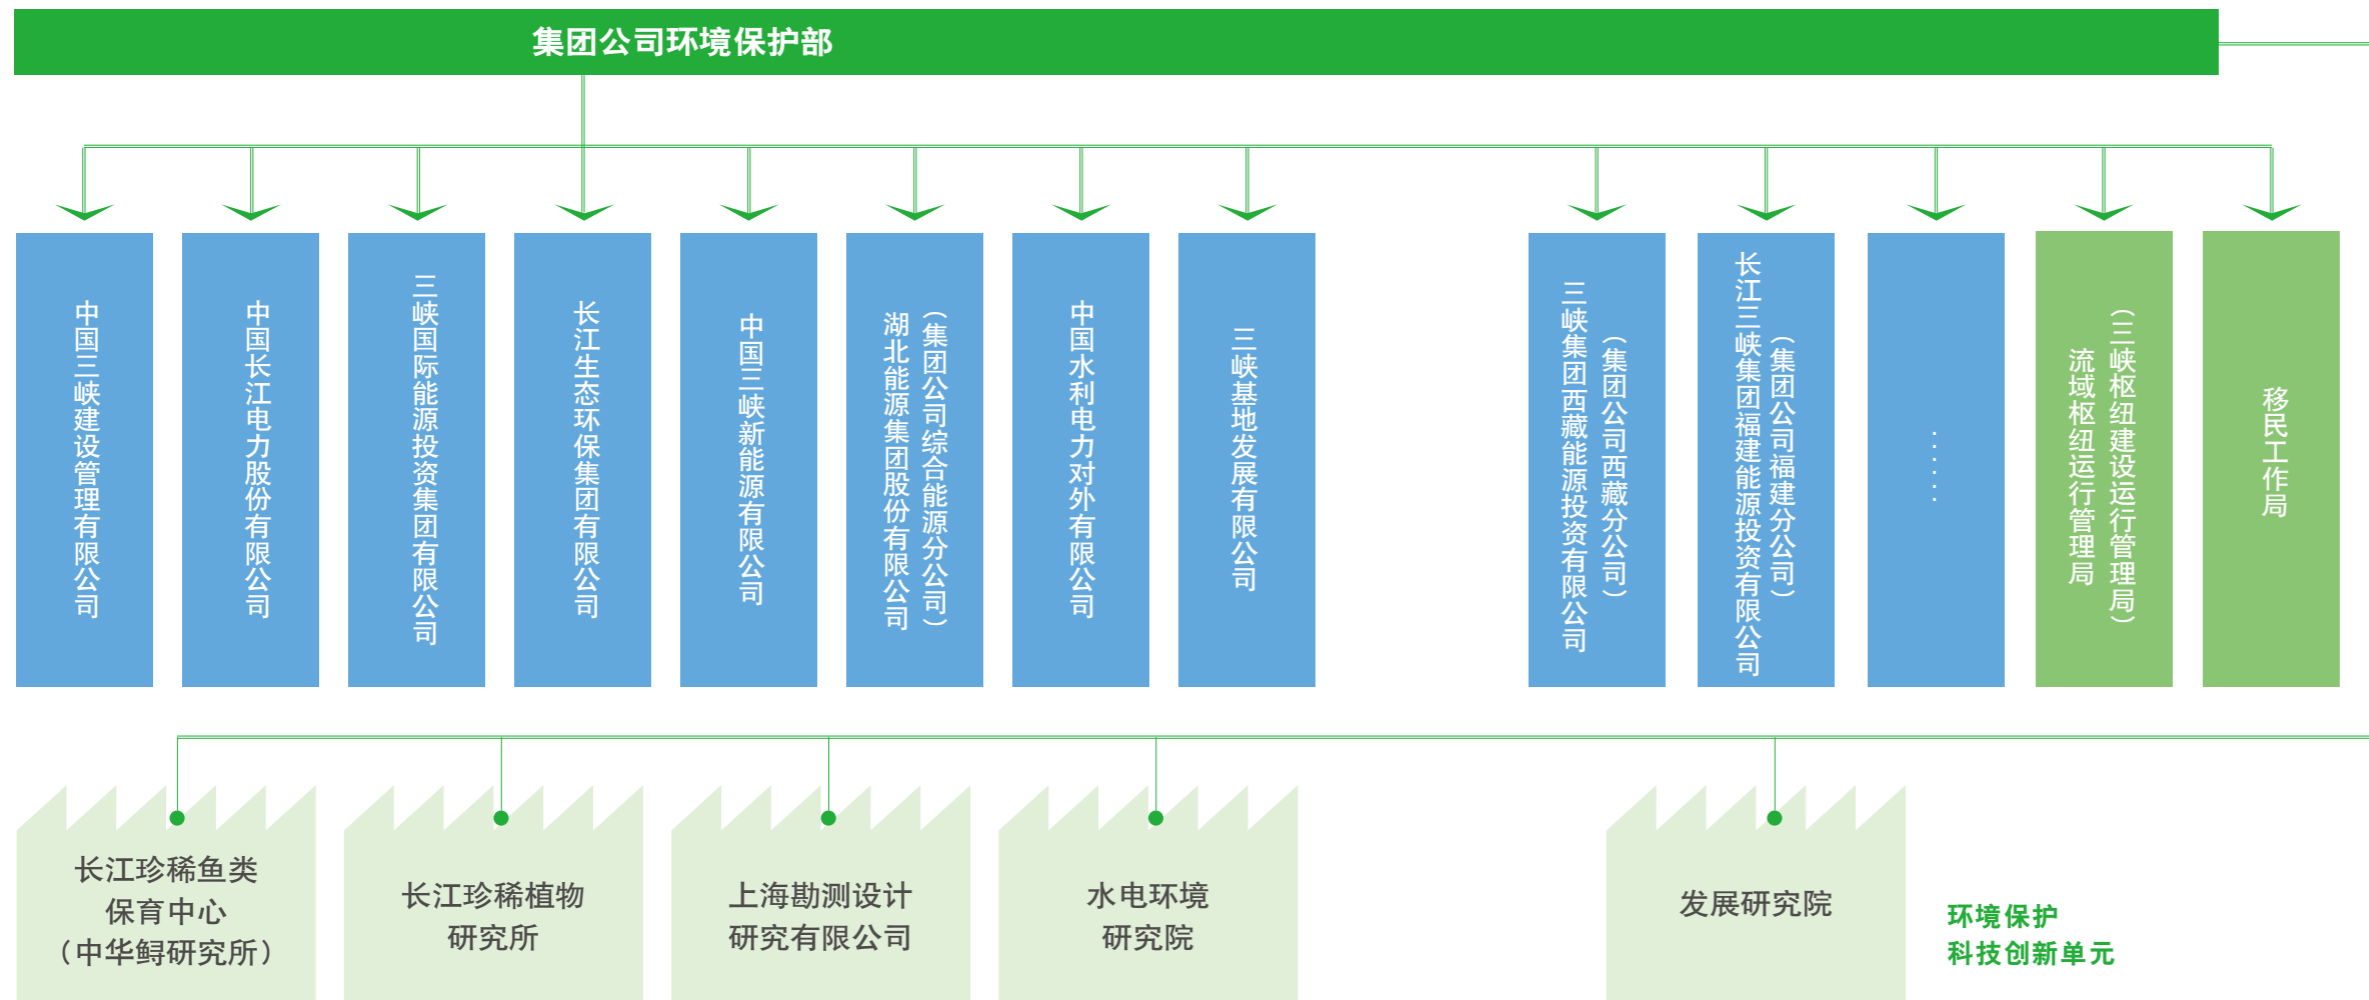 集团公司环境保护部
中国三峡建设管理有限公司
中国长江电力股份有限公司
三峡国际能源投资集团有限公司
长江生态环保集团有限公司
中国三峡新能源有限公司
湖北能源集团股份有限公司
（集团公司综合能源分公司）
中国水利电力对外有限公司
三峡基地发展有限公司
三峡集团西藏能源投资有限公司
（集团公司西藏分公司）
长江三峡集团福建能源投资有限公司
（集团公司福建分公司）
······
流域枢纽运行管理局
（三峡枢纽建设运行管理局）
移民工作局
长江珍稀鱼类
保育中心
（中华鲟研究所）
长江珍稀植物
研究所
上海勘测设计
研究有限公司
水电环境
研究院
发展研究院
环境保护
科技创新单元